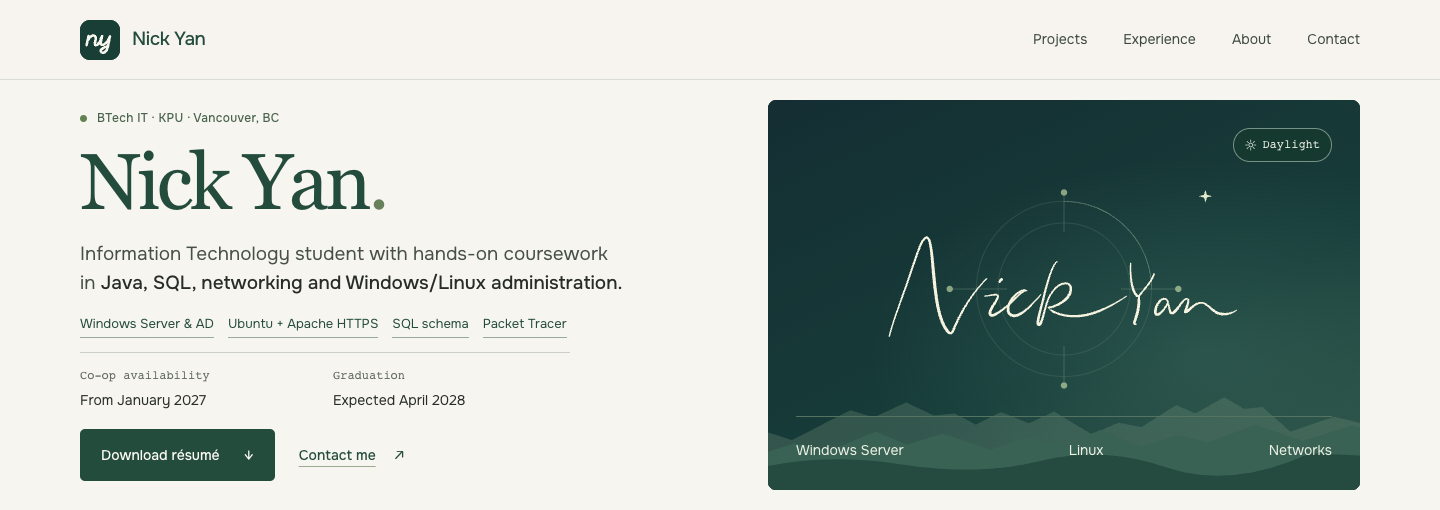 ny Nick Yan
Projects Experience About Contact
BTech IT · KPU · Vancouver, BC
Nick Yan.
Information Technology student with hands-on coursework
in Java, SQL, networking and Windows/Linux administration.
Windows Server & AD Ubuntu + Apache HTTPS SQL schema Packet Tracer
Co-op availability Graduation
From January 2027 Expected April 2028
Download résumé ↓ Contact me ↗
Daylight
Nick Yan
Windows Server Linux Networks